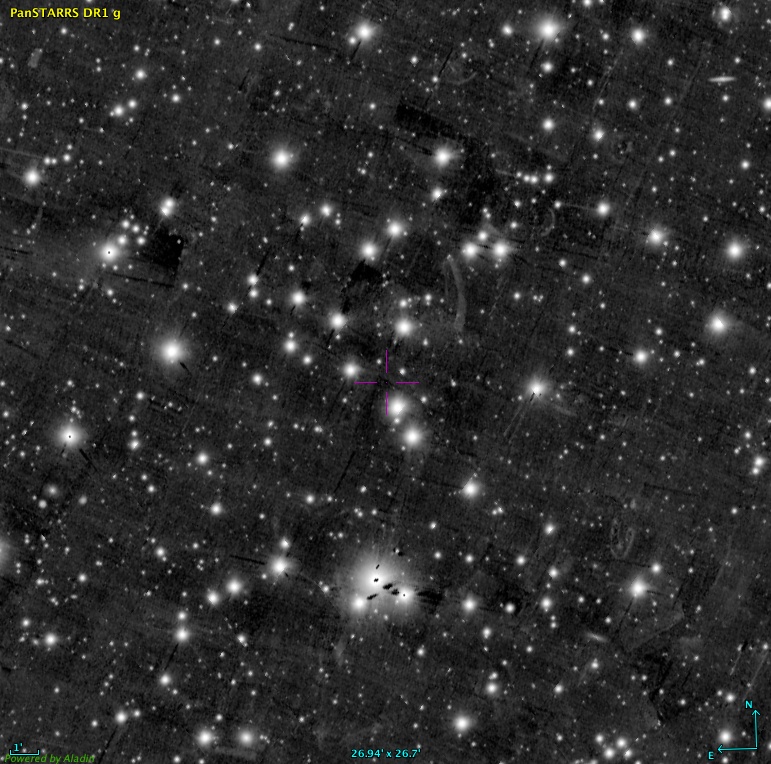 PanSTARRS DR1 g
N
1'
26.94' x 26.7'
E
Powered by Aladin